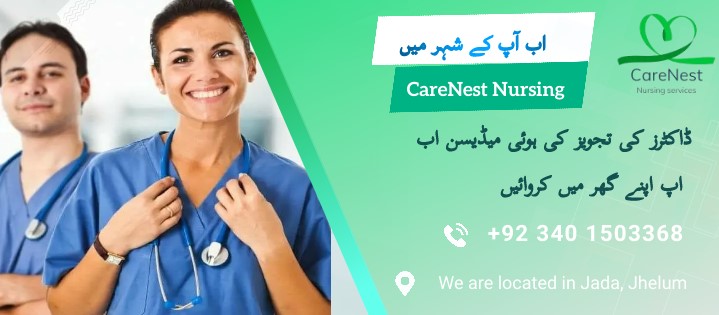 اب آپ کے شہر میں
CareNest Nursing
CareNest
Nursing services
ڈاکٹرز کی تجویز کی ہوئی میڈیسن اب
اپ اپنے گھر میں کروائیں
+92 340 1503368
We are located in Jada, Jhelum